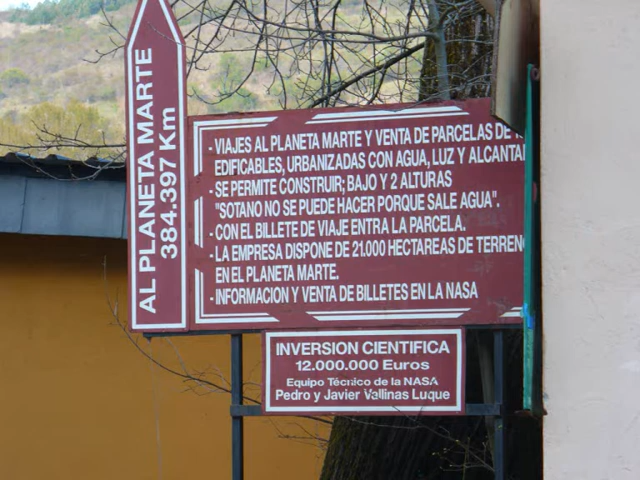 AL PLANETA MARTE
384.397 Km
- VIAJES AL PLANETA MARTE Y VENTA DE PARCELAS DE
EDIFICABLES, URBANIZADAS CON AGUA, LUZ Y ALCANTA
- SE PERMITE CONSTRUIR; BAJO Y 2 ALTURAS
"SOTANO NO SE PUEDE HACER PORQUE SALE AGUA".
- CON EL BILLETE DE VIAJE ENTRA LA PARCELA.
- LA EMPRESA DISPONE DE 21.000 HECTAREAS DE TERREN
EN EL PLANETA MARTE.
- INFORMACION Y VENTA DE BILLETES EN LA NASA
INVERSION CIENTIFICA
12.000.000 Euros
Equipo Técnico de la NASA
Pedro y Javier Vallinas Luque